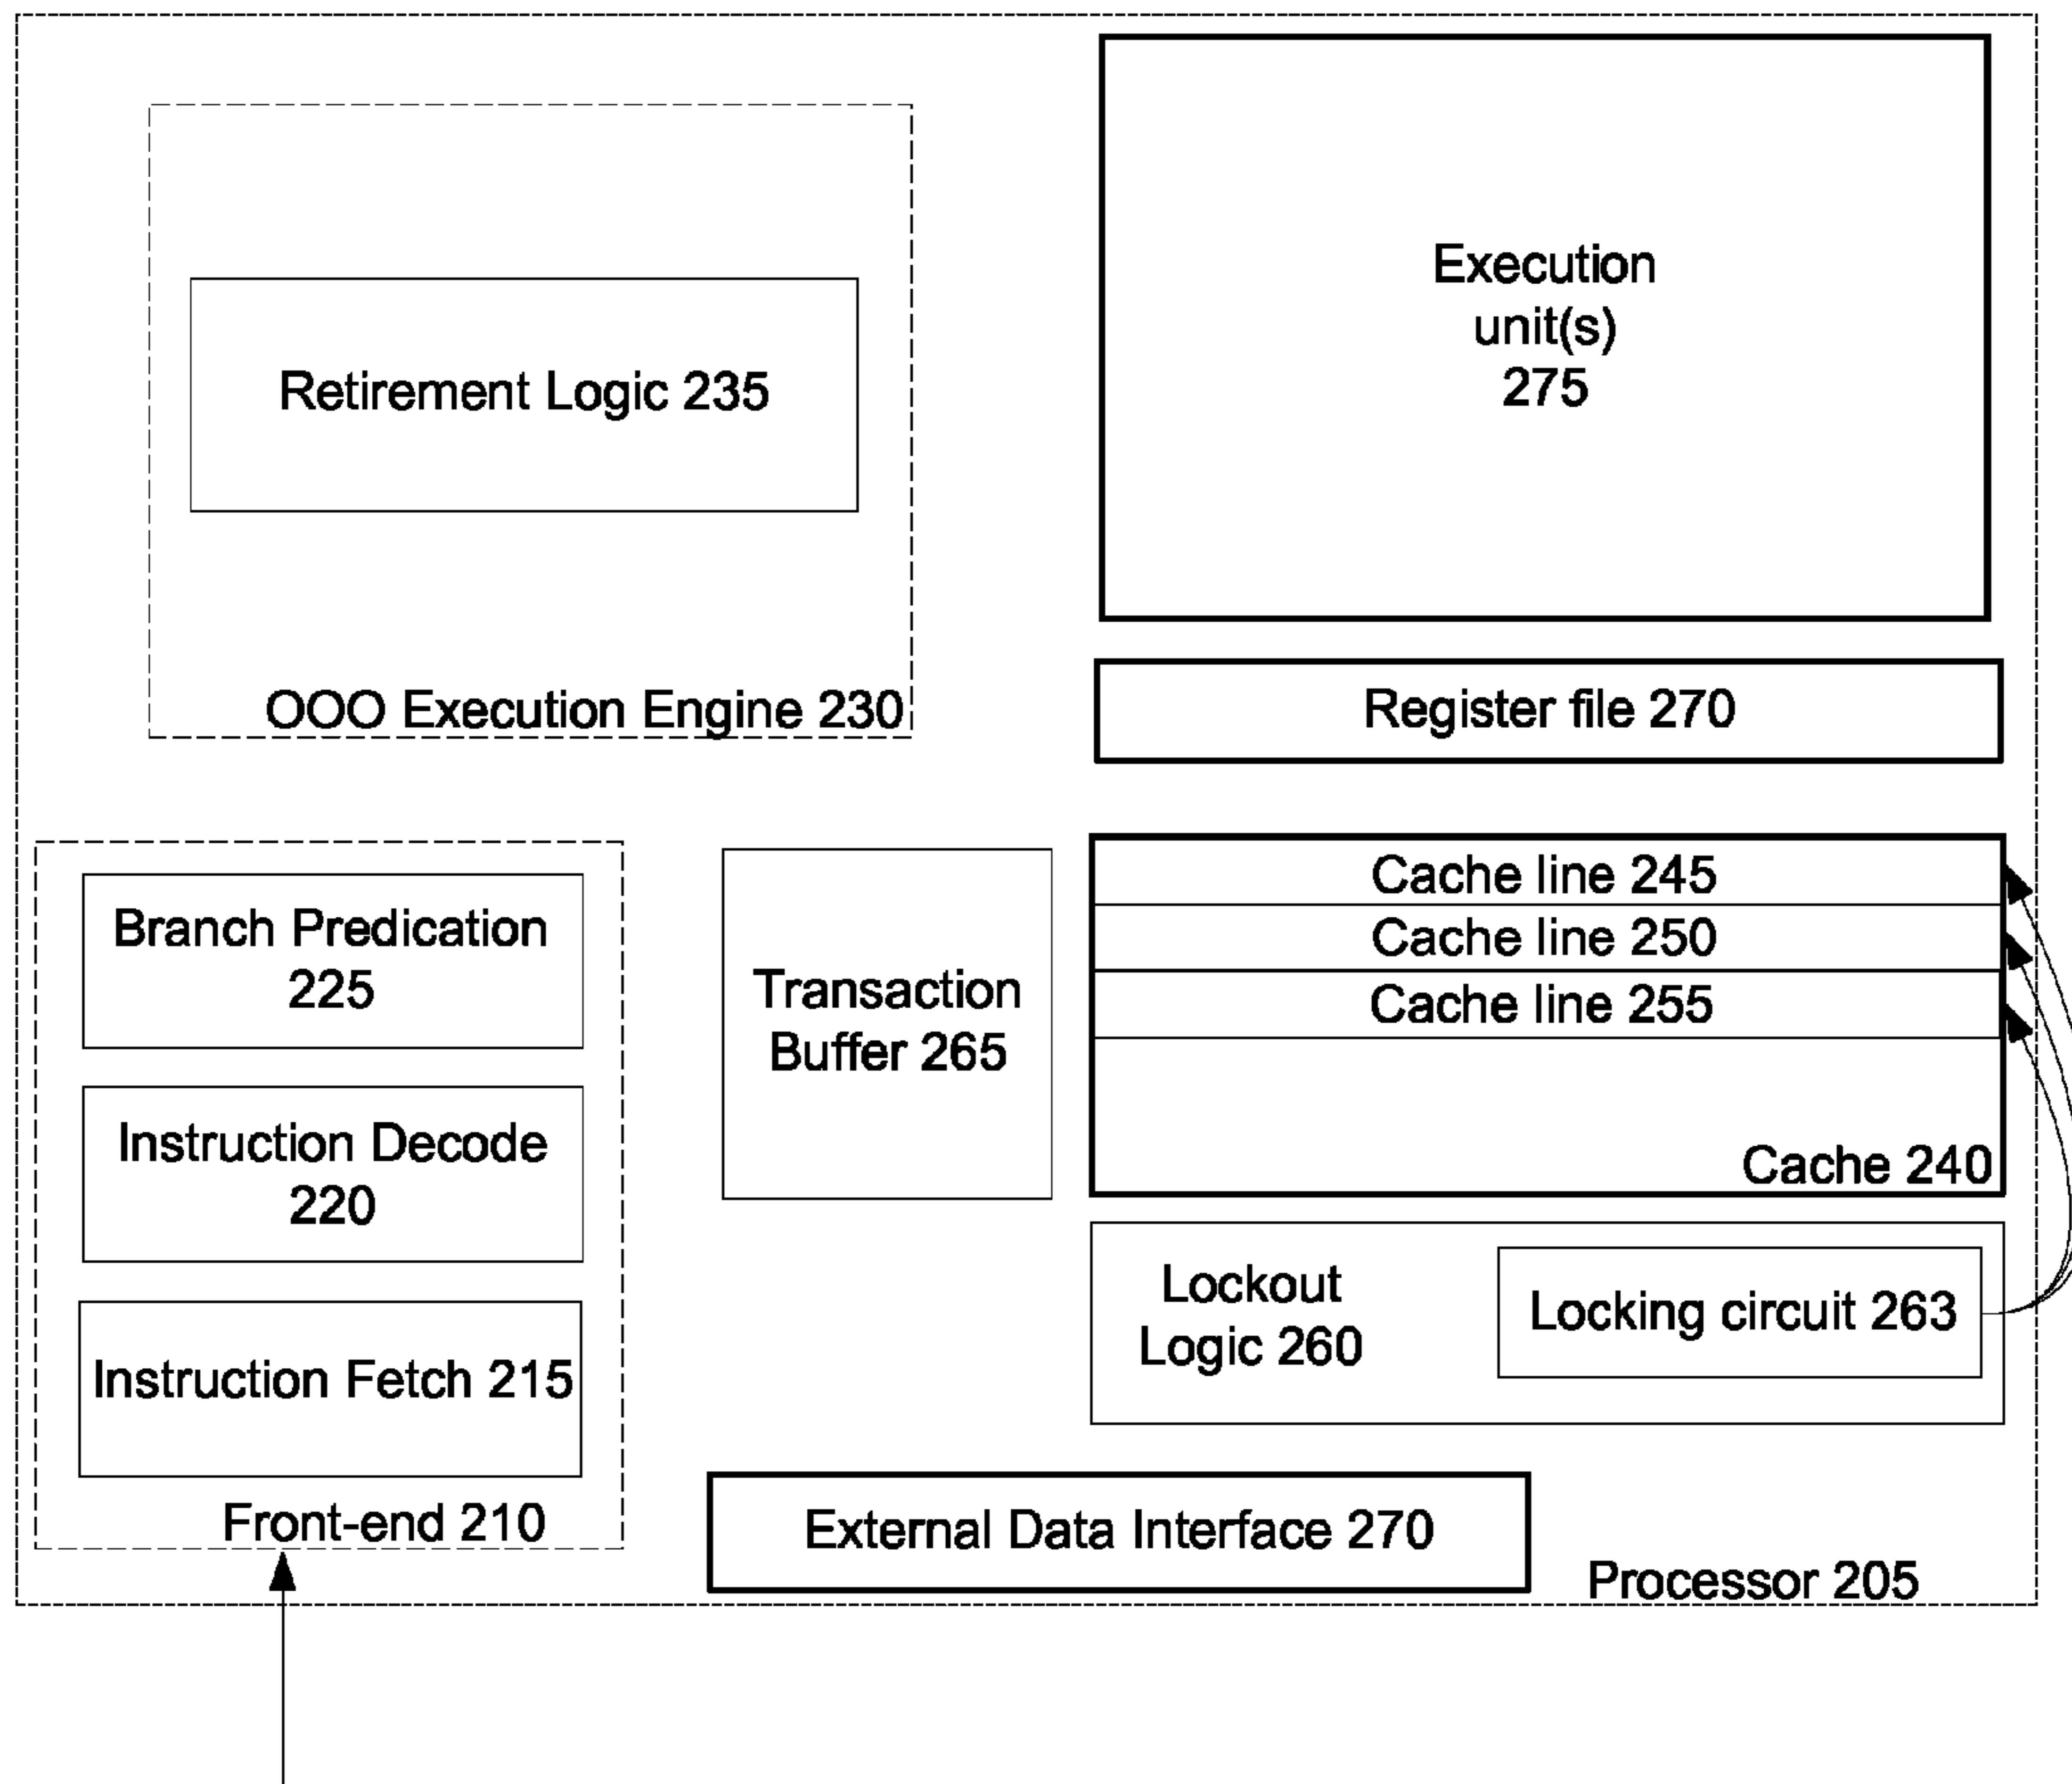 Execution
unit(s)
275
Retirement Logic 235
OOO Execution Engine 230
Register file 270
Branch Predication
225
Instruction Decode
220
Instruction Fetch 215
Front-end 210
Transaction
Buffer 265
Cache line 245
Cache line 250
Cache line 255
Cache 240
Lockout
Logic 260
Locking circuit 263
External Data Interface 270
Processor 205